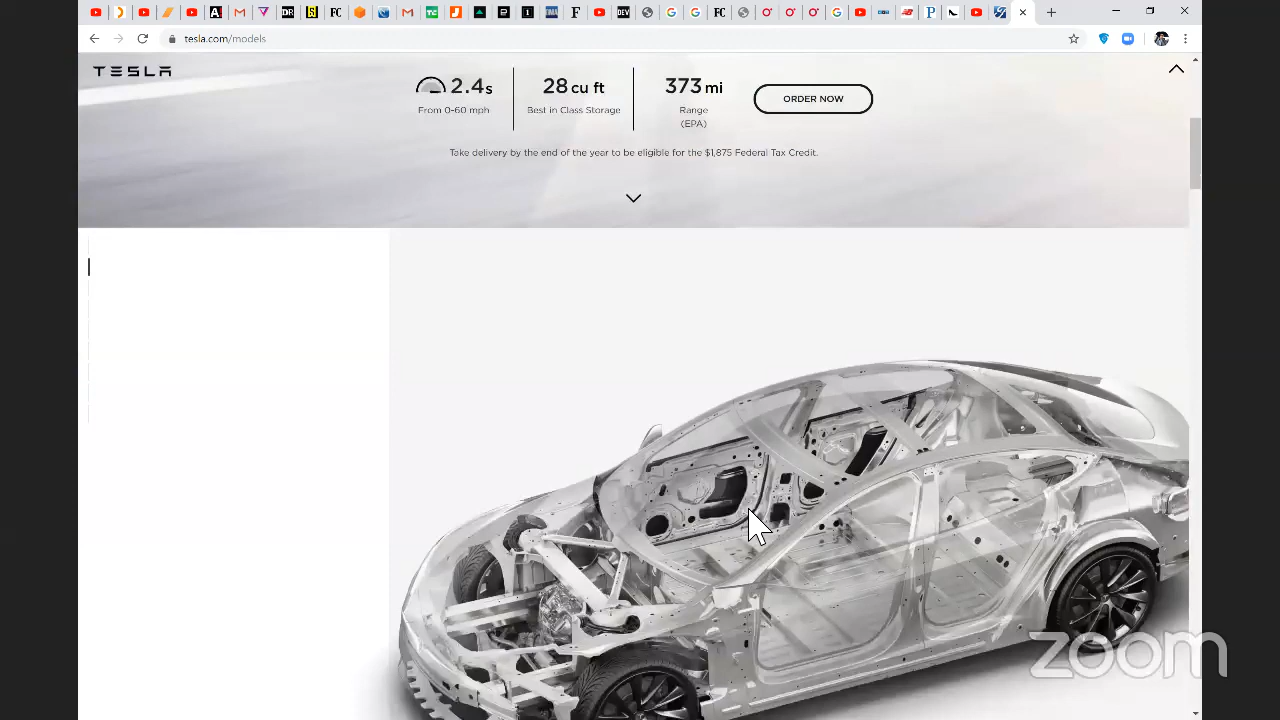 tesla.com/models
TESLA
2.4s
From 0-60 mph
28 cu ft
Best in Class Storage
373 mi
Range
(EPA)
ORDER NOW
Take delivery by the end of the year to be eligible for the $1,875 Federal Tax Credit.
zoom